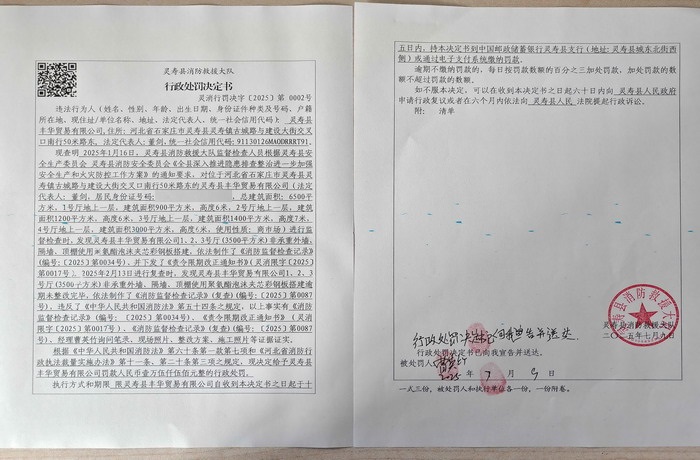 灵寿县消防救援大队
行政处罚决定书
灵消行罚决字〔2025〕第 0002号
违法行为人（姓名、性别、年龄、出生日期、身份证件种类及号码、户籍
所在地、现住址/单位名称、地址、法定代表人、统一社会信用代码）： 灵寿县
丰华贸易有限公司,住所：河北省石家庄市灵寿县灵寿镇古城路与建设大街交叉
口南行50米路东，法定代表人：董剑,统一社会信用代码：91130126MA0DRRRT91。
现查明 2025年1月16日,灵寿县消防救援大队监督检查人员根据灵寿县安
全生产委员会 灵寿县消防安全委员会《全县深入推进隐患排查整治进一步加强
安全生产和火灾防控工作方案》的通知要求，对位于河北省石家庄市灵寿县灵寿
镇古城路与建设大街交叉口南行50米路东的灵寿县丰华贸易有限公司（法定代
表人：董剑,居民身份证号码： ，总建筑面积：6500平
方米，1号厅地上一层，建筑面积900平方米，高度6米，2号厅地上一层，建筑
面积1200平方米，高度6米，3号厅地上一层，建筑面积1400平方米，高度7米，
4号厅地上一层，建筑面积3000平方米，高度6米，使用性质：商市场）进行监
督检查时,发现灵寿县丰华贸易有限公司1、2、3号厅（3500平方米）非承重外墙、
隔墙、顶棚使用聚氨酯泡沫夹芯彩钢板搭建，依法制作了《消防监督检查记录》
（编号：〔2025〕第0034号），并下发了《责令限期改正通知书》（灵消限字〔2025〕
第0017号）。2025年2月13日进行复查时，发现灵寿县丰华贸易有限公司1、2、3
号厅（3500平方米）非承重外墙、隔墙、顶棚使用聚氨酯泡沫夹芯彩钢板搭建逾
期未整改完毕，依法制作了《消防监督检查记录》（复查）（编号：〔2025〕第0087
号）。违反了《中华人民共和国消防法》第五十四条之规定，以上事实有《消防监
督检查记录》（编号：〔2025〕第0034号）、《责令限期改正通知书》（灵消限字
〔2025〕第0017号）、《消防监督检查记录》（复查）（编号：〔2025〕第0087
号）、经理曹英竹询问笔录、现场照片、整改方案、施工照片等证据证实。
根据《中华人民共和国消防法》第六十条第一款第七项和《河北省消防行
政执法裁量实施办法》第十一条、第二十条第三项之规定，现决定给予灵寿县
丰华贸易有限公司罚款人民币壹万伍仟伍佰元整的行政处罚。
执行方式和期限 限灵寿县丰华贸易有限公司自收到本决定书之日起于十
五日内，持本决定书到中国邮政储蓄银行灵寿县支行（地址：灵寿县城东北街西
侧）或通过电子支付系统缴纳罚款。
逾期不缴纳罚款的，每日按罚款数额的百分之三加处罚款，加处罚款的数
额不超过罚款的数额。
如不服本决定，可以在收到本决定书之日起六十日内向 灵寿县人民政府
申请行政复议或者在六个月内依法向 灵寿县人民 法院提起行政诉讼。
附： 清单
灵寿县消防救援大队
二〇二五年七月九日
行政处罚决定书已向我宣告并送达
行政处罚决定书已向我宣告并送达。
被处罚人
2025 年 7 月 9 日
一式三份，被处罚人和执行单位各一份，一份附卷。